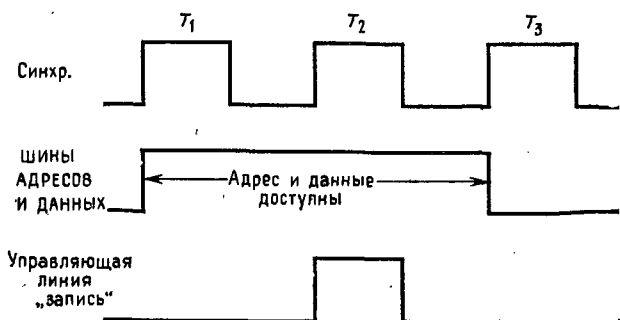 T1 T2 T3
Синхр.
ШИНЫ
АДРЕСОВ
И ДАННЫХ
Адрес и данные
доступны
Управляющая
линия
„запись“